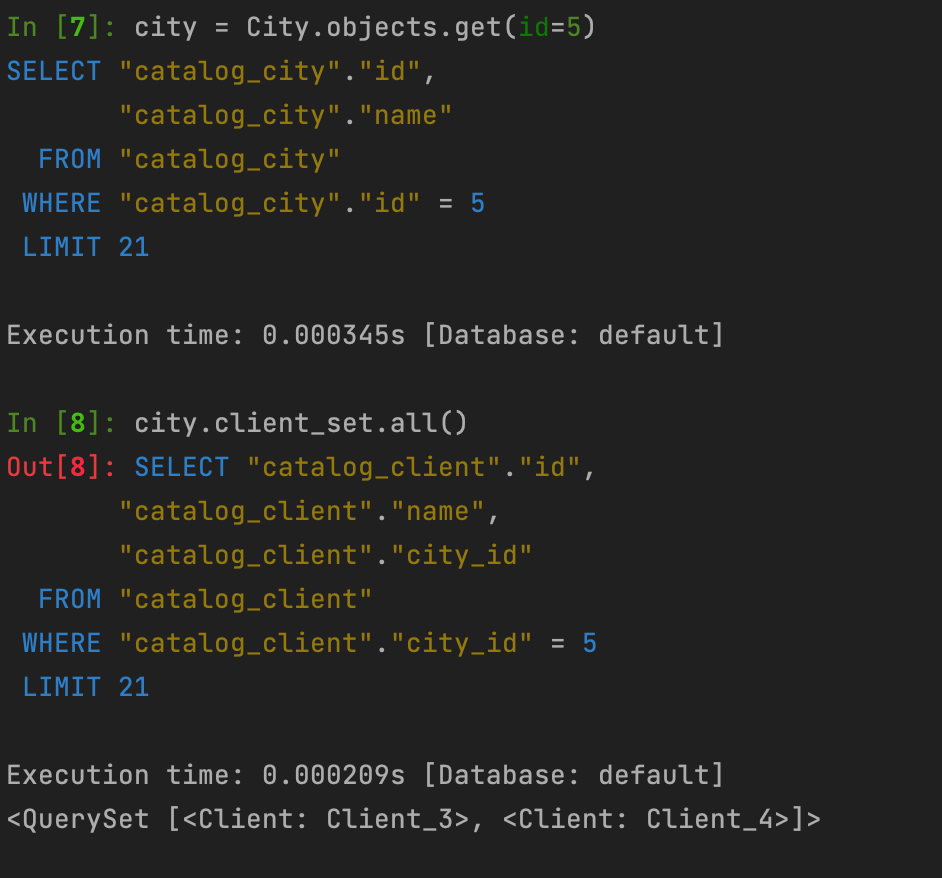 In [7]: city = City.objects.get(id=5)
SELECT "catalog_city"."id",
       "catalog_city"."name"
  FROM "catalog_city"
 WHERE "catalog_city"."id" = 5
 LIMIT 21
Execution time: 0.000345s [Database: default]
In [8]: city.client_set.all()
Out[8]: SELECT "catalog_client"."id",
       "catalog_client"."name",
       "catalog_client"."city_id"
  FROM "catalog_client"
 WHERE "catalog_client"."city_id" = 5
 LIMIT 21
Execution time: 0.000209s [Database: default]
<QuerySet [<Client: Client_3>, <Client: Client_4>]>